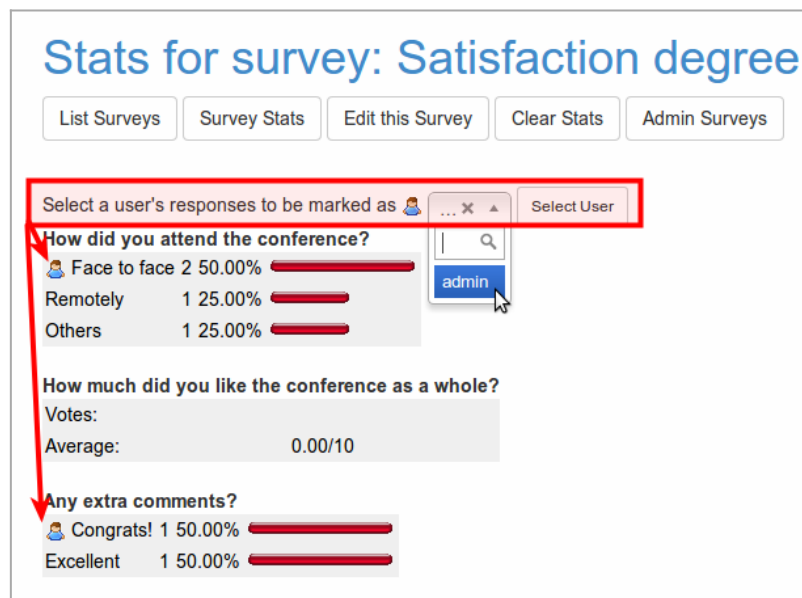 Stats for survey: Satisfaction degree
List Surveys Survey Stats Edit this Survey Clear Stats Admin Surveys
Select a user's responses to be marked as ... Select User
How did you attend the conference?
Face to face 2 50.00%
admin
Remotely 1 25.00%
Others 1 25.00%
How much did you like the conference as a whole?
Votes:
Average: 0.00/10
Any extra comments?
Congrats! 1 50.00%
Excellent 1 50.00%